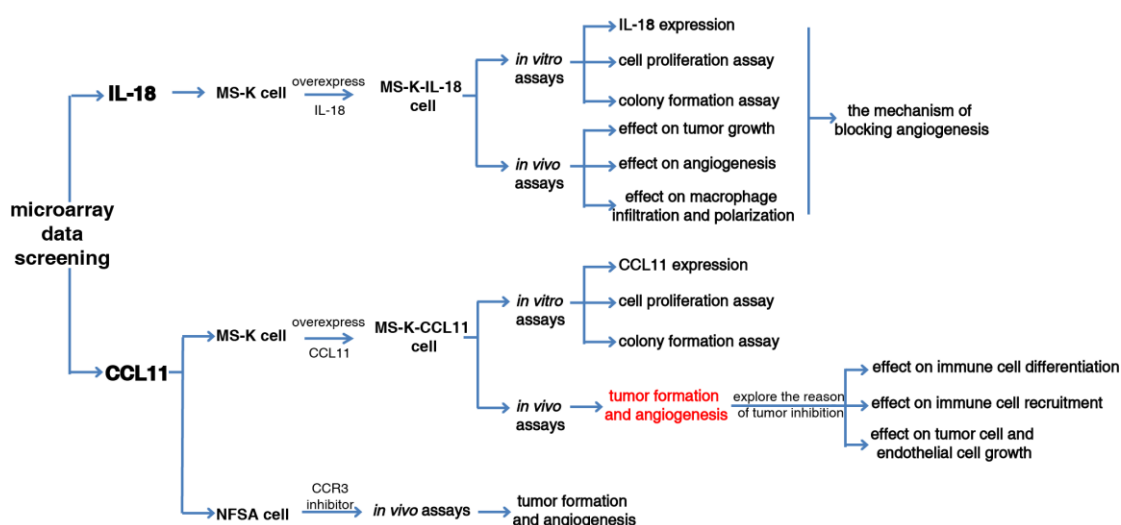 microarray
data
screening
IL-18
MS-K cell
overexpress
IL-18
MS-K-IL-18
cell
in vitro
assays
IL-18 expression
cell proliferation assay
colony formation assay
in vivo
assays
effect on tumor growth
effect on angiogenesis
effect on macrophage
infiltration and polarization
the mechanism of
blocking angiogenesis
CCL11
MS-K cell
overexpress
CCL11
MS-K-CCL11
cell
in vitro
assays
CCL11 expression
cell proliferation assay
colony formation assay
in vivo
assays
tumor formation
and angiogenesis
explore the reason
of tumor inhibition
effect on immune cell differentiation
effect on immune cell recruitment
effect on tumor cell and
endothelial cell growth
NFSA cell
CCR3
inhibitor
in vivo assays
tumor formation
and angiogenesis